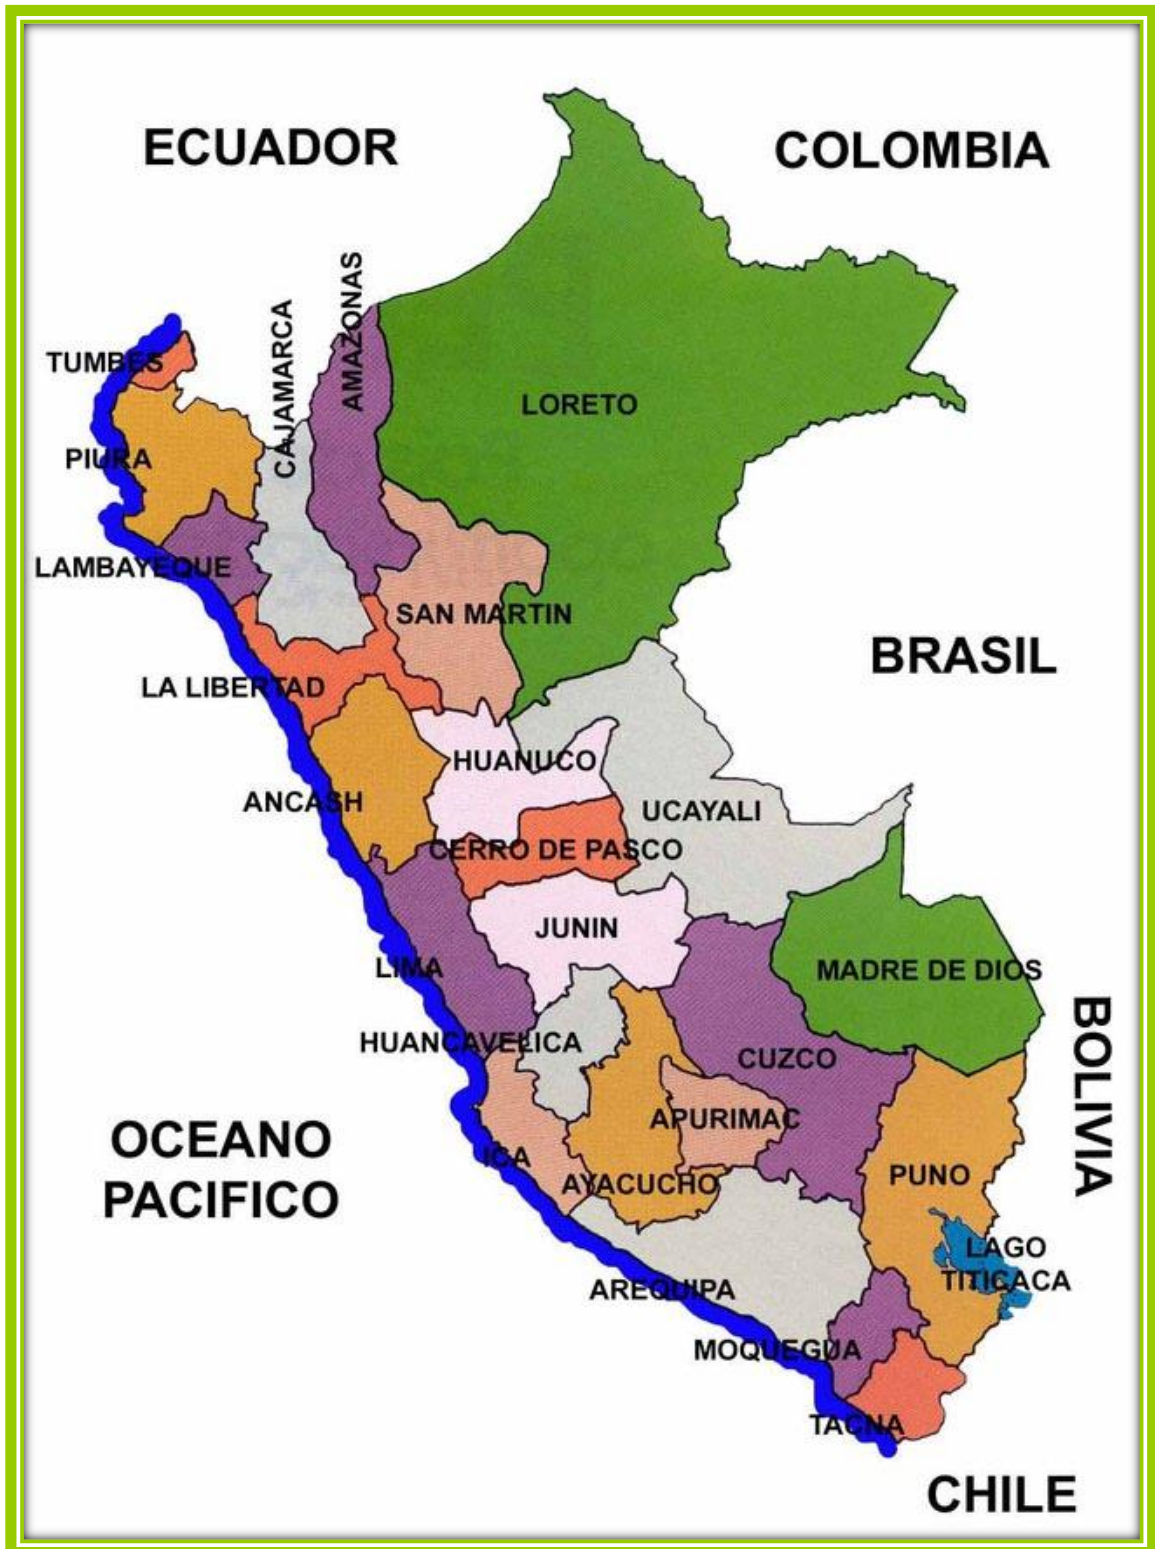 ECUADOR
COLOMBIA
AMAZONAS
CAJAMARCA
TUMBES
LORETO
PIURA
LAMBAYEQUE
SAN MARTIN
BRASIL
LA LIBERTAD
HUANUCO
ANCASH
UCAYALI
CERRO DE PASCO
JUNIN
LIMA
MADRE DE DIOS
HUANCAVELICA
CUZCO
BOLIVIA
APURIMAC
OCEANO
PACIFICO
ICA
AYACUCHO
PUNO
LAGO
TITICACA
AREQUIPA
MOQUEGUA
TACNA
CHILE